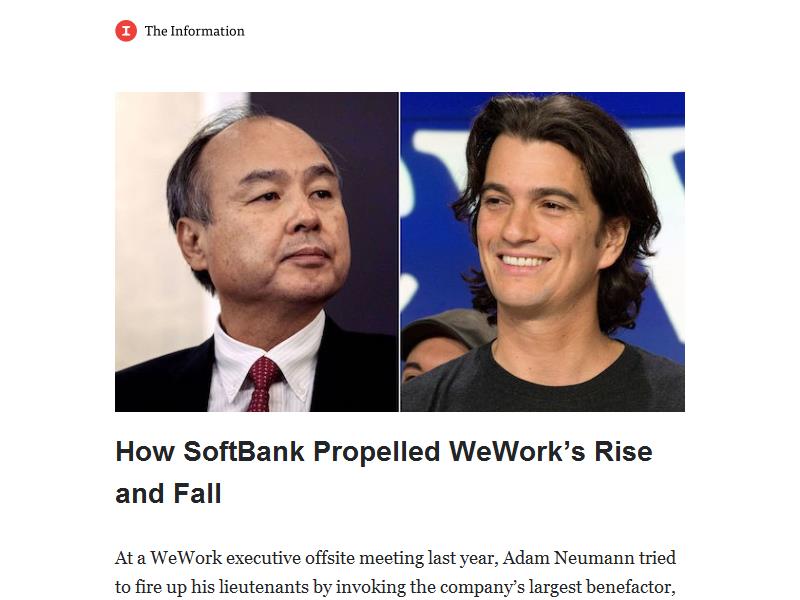 The Information
How SoftBank Propelled WeWork’s Rise
and Fall
At a WeWork executive offsite meeting last year, Adam Neumann tried
to fire up his lieutenants by invoking the company’s largest benefactor,